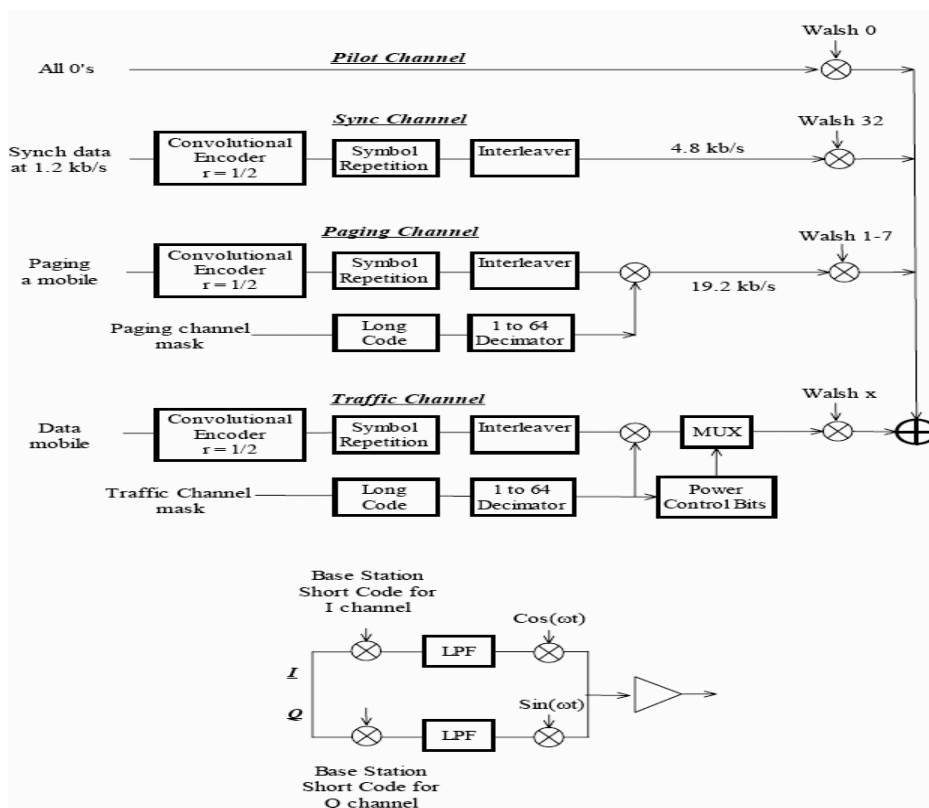 Walsh 0
Pilot Channel
All 0's
Sync Channel
Walsh 32
Synch data
at 1.2 kb/s
Convolutional
Encoder
r = 1/2
Symbol
Repetition
Interleaver
4.8 kb/s
Paging Channel
Walsh 1-7
Paging
a mobile
Convolutional
Encoder
r = 1/2
Symbol
Repetition
Interleaver
19.2 kb/s
Paging channel
mask
Long
Code
1 to 64
Decimator
Traffic Channel
Walsh x
Data
mobile
Convolutional
Encoder
r = 1/2
Symbol
Repetition
Interleaver
MUX
Traffic Channel
mask
Long
Code
1 to 64
Decimator
Power
Control Bits
Base Station
Short Code for
I channel
Cos(ωt)
LPF
I
Q
Sin(ωt)
LPF
Base Station
Short Code for
Q channel